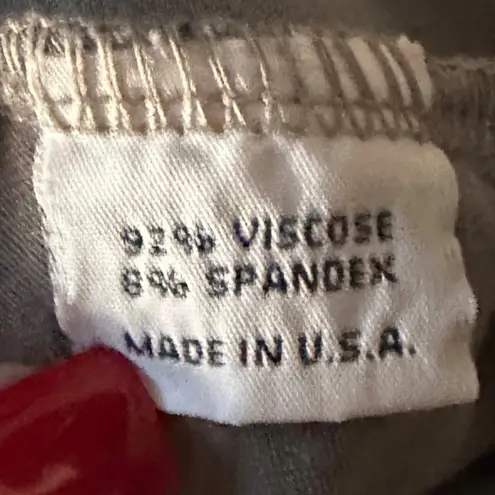 92% VISCOSE
8% SPANDEX
MADE IN U.S.A.